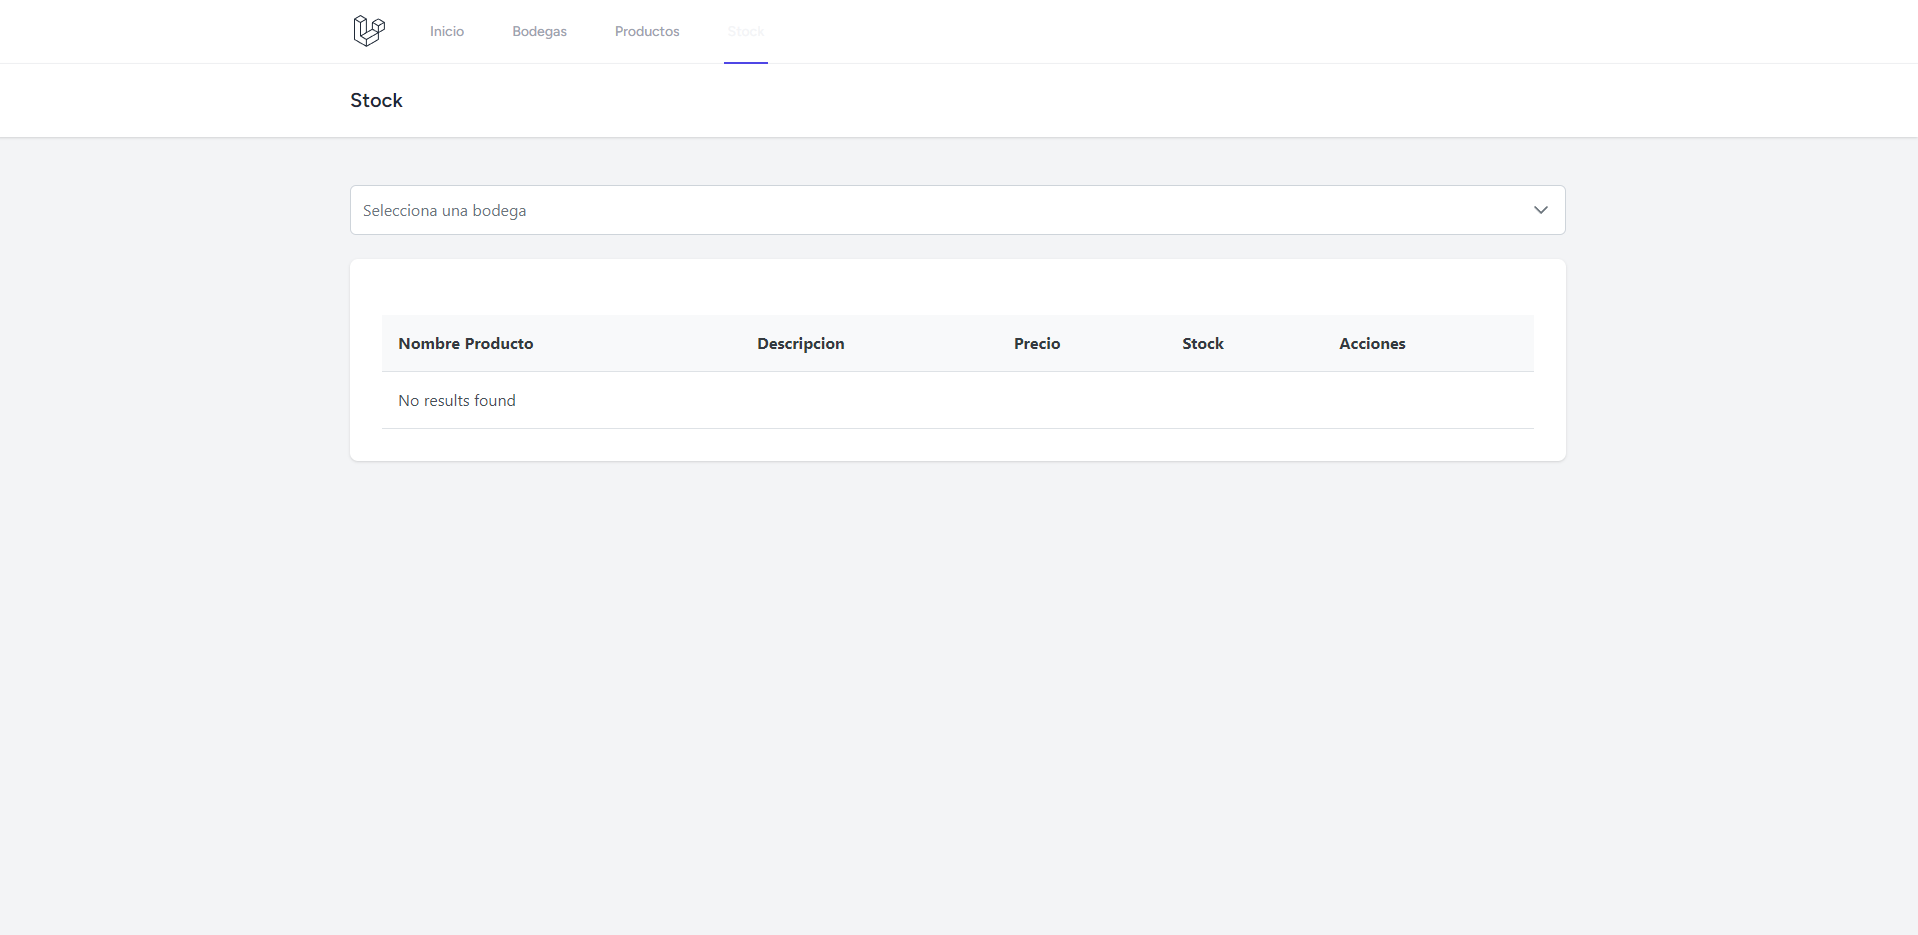 Inicio Bodegas Productos Stock
Stock
Selecciona una bodega
Nombre Producto Descripcion Precio Stock Acciones
No results found